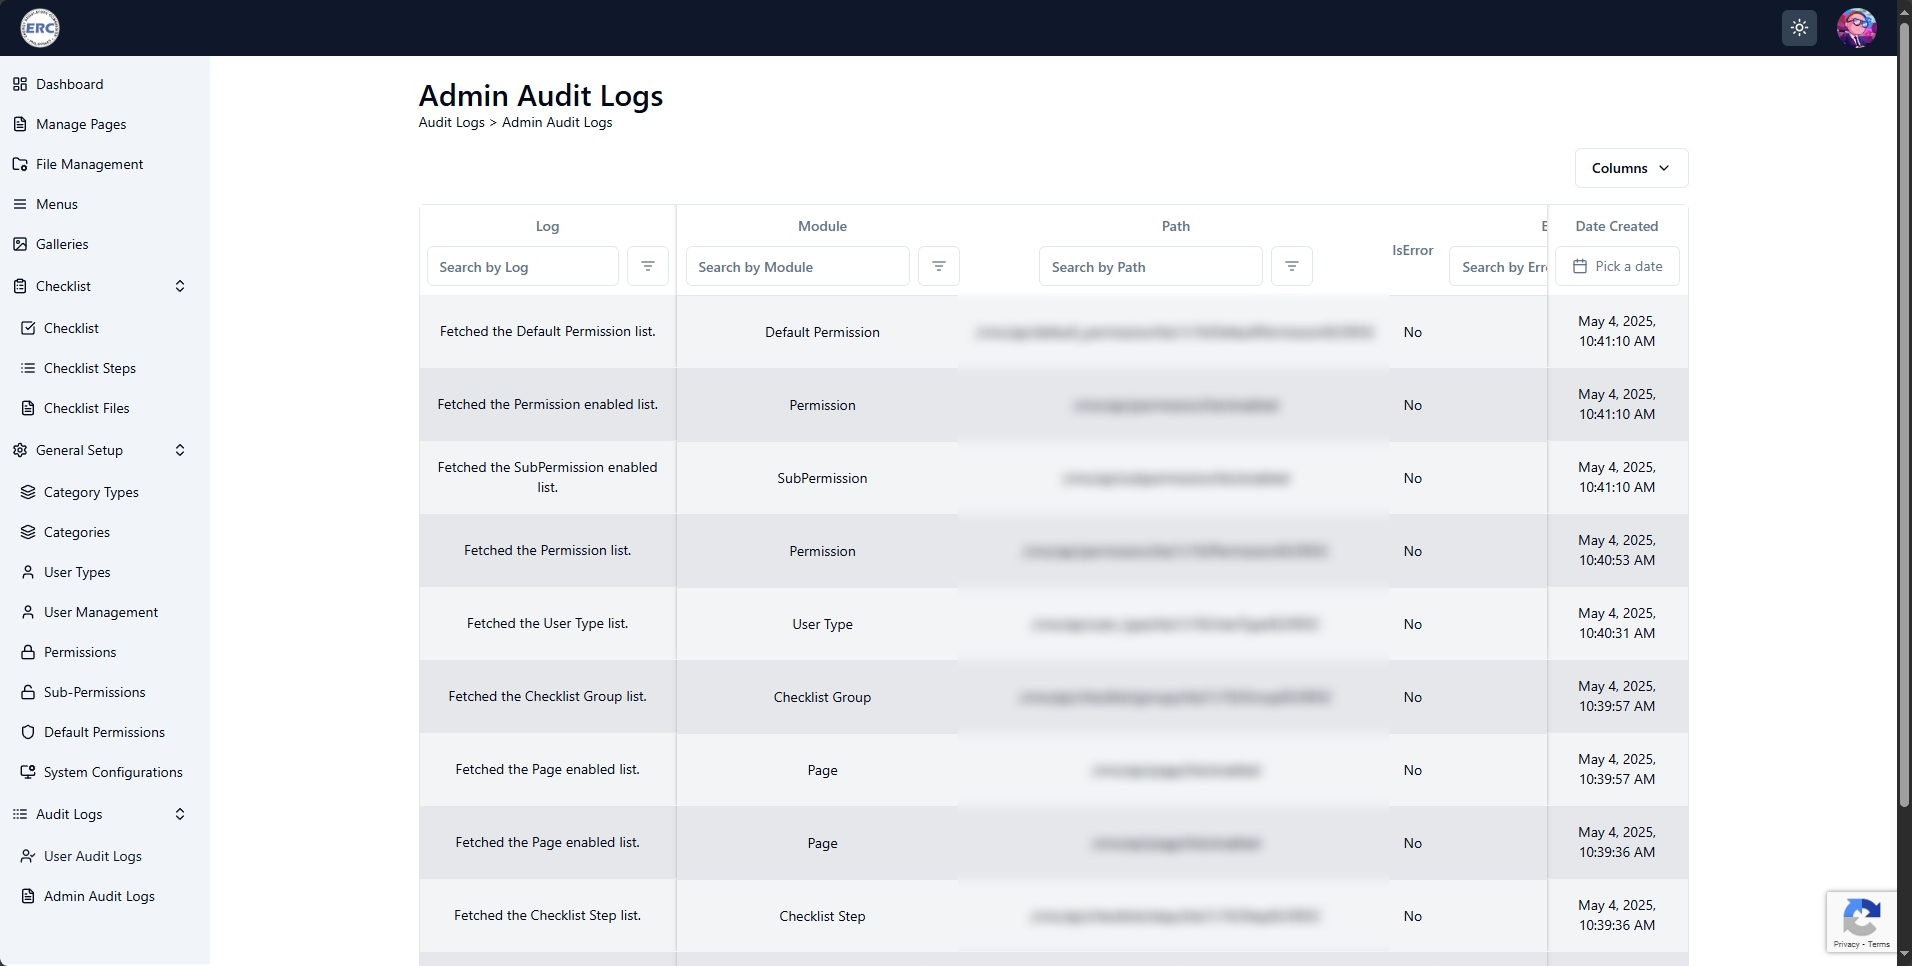 ERC
Dashboard
Manage Pages
File Management
Menus
Galleries
Checklist
Checklist
Checklist Steps
Checklist Files
General Setup
Category Types
Categories
User Types
User Management
Permissions
Sub-Permissions
Default Permissions
System Configurations
Audit Logs
User Audit Logs
Admin Audit Logs
Admin Audit Logs
Audit Logs > Admin Audit Logs
Columns
Log Module Path IsError Date Created
Search by Log Search by Module Search by Path Search by Pick a date
Fetched the Default Permission list. Default Permission No May 4, 2025,
10:41:10 AM
Fetched the Permission enabled list. Permission No May 4, 2025,
10:41:10 AM
Fetched the SubPermission enabled
list. SubPermission No May 4, 2025,
10:41:10 AM
Fetched the Permission list. Permission No May 4, 2025,
10:40:53 AM
Fetched the User Type list. User Type No May 4, 2025,
10:40:31 AM
Fetched the Checklist Group list. Checklist Group No May 4, 2025,
10:39:57 AM
Fetched the Page enabled list. Page No May 4, 2025,
10:39:57 AM
Fetched the Page enabled list. Page No May 4, 2025,
10:39:36 AM
Fetched the Checklist Step list. Checklist Step No May 4, 2025,
10:39:36 AM
Privacy - Terms